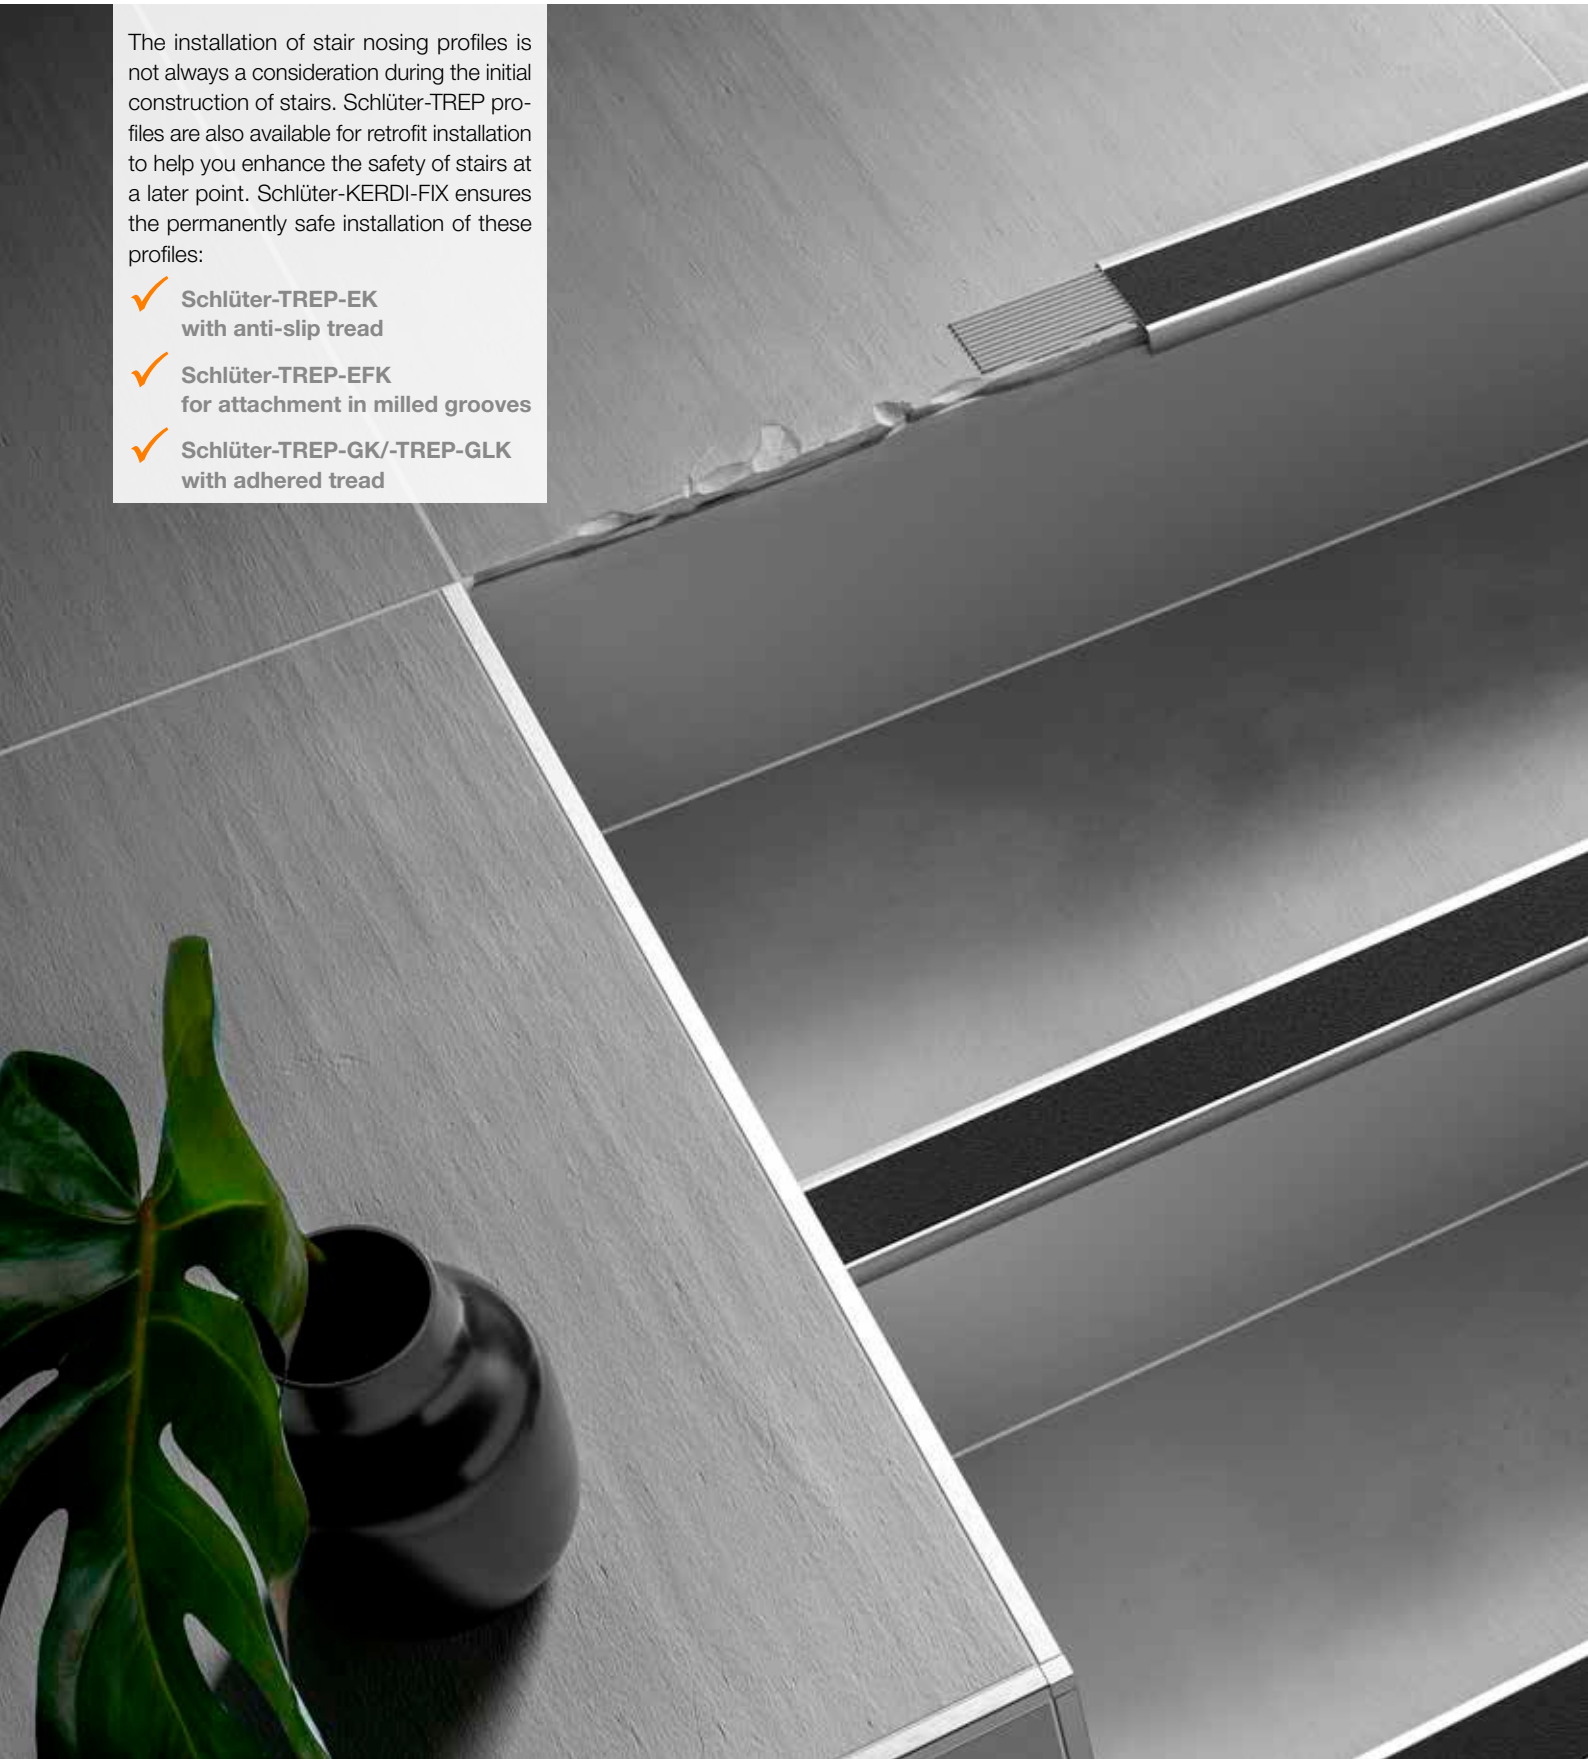 The installation of stair nosing profiles is
not always a consideration during the initial
construction of stairs. Schlüter-TREP pro-
files are also available for retrofit installation
to help you enhance the safety of stairs at
a later point. Schlüter-KERDI-FIX ensures
the permanently safe installation of these
profiles:
Schlüter-TREP-EK
with anti-slip tread
Schlüter-TREP-EFK
for attachment in milled grooves
Schlüter-TREP-GK/-TREP-GLK
with adhered tread